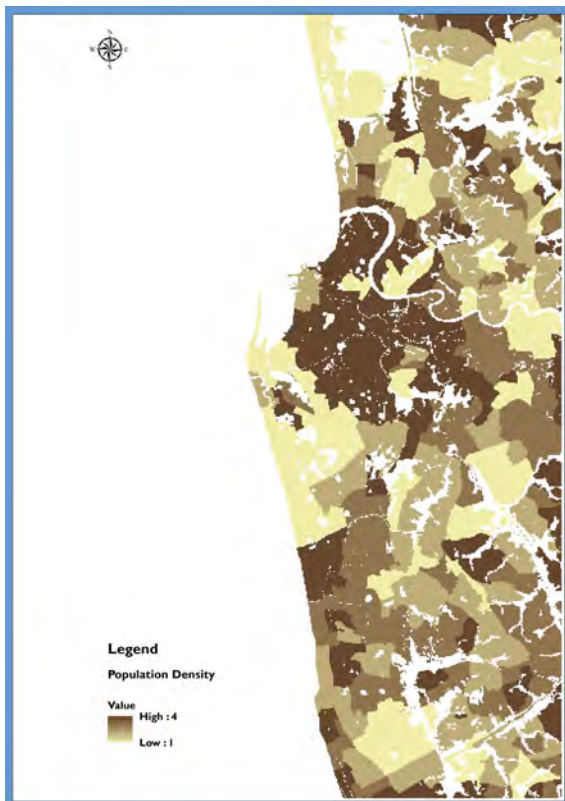 N
W E
S
Legend
Population Density
Value
High : 4
Low : 1